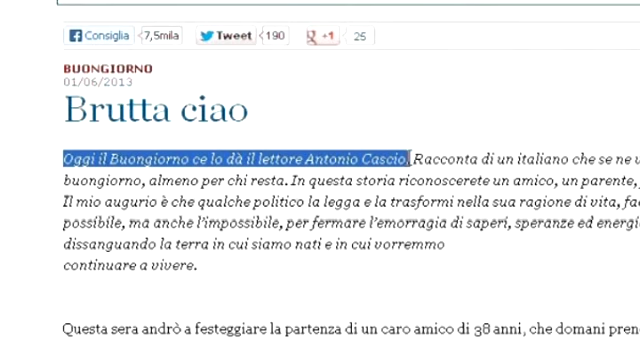 Consiglia 7,5mila Tweet 190 +1 25
BUONGIORNO
01/06/2013
Brutta ciao
Oggi il Buongiorno ce lo dà il lettore Antonio Cascio. Racconta di un italiano che se ne
buongiorno, almeno per chi resta. In questa storia riconoscerete un amico, un parente,
Il mio augurio è che qualche politico la legga e la trasformi nella sua ragione di vita,
possibile, ma anche l'impossibile, per fermare l'emorragia di saperi, speranze ed
dissanguando la terra in cui siamo nati e in cui vorremmo
continuare a vivere.
Questa sera andrò a festeggiare la partenza di un caro amico di 38 anni, che domani